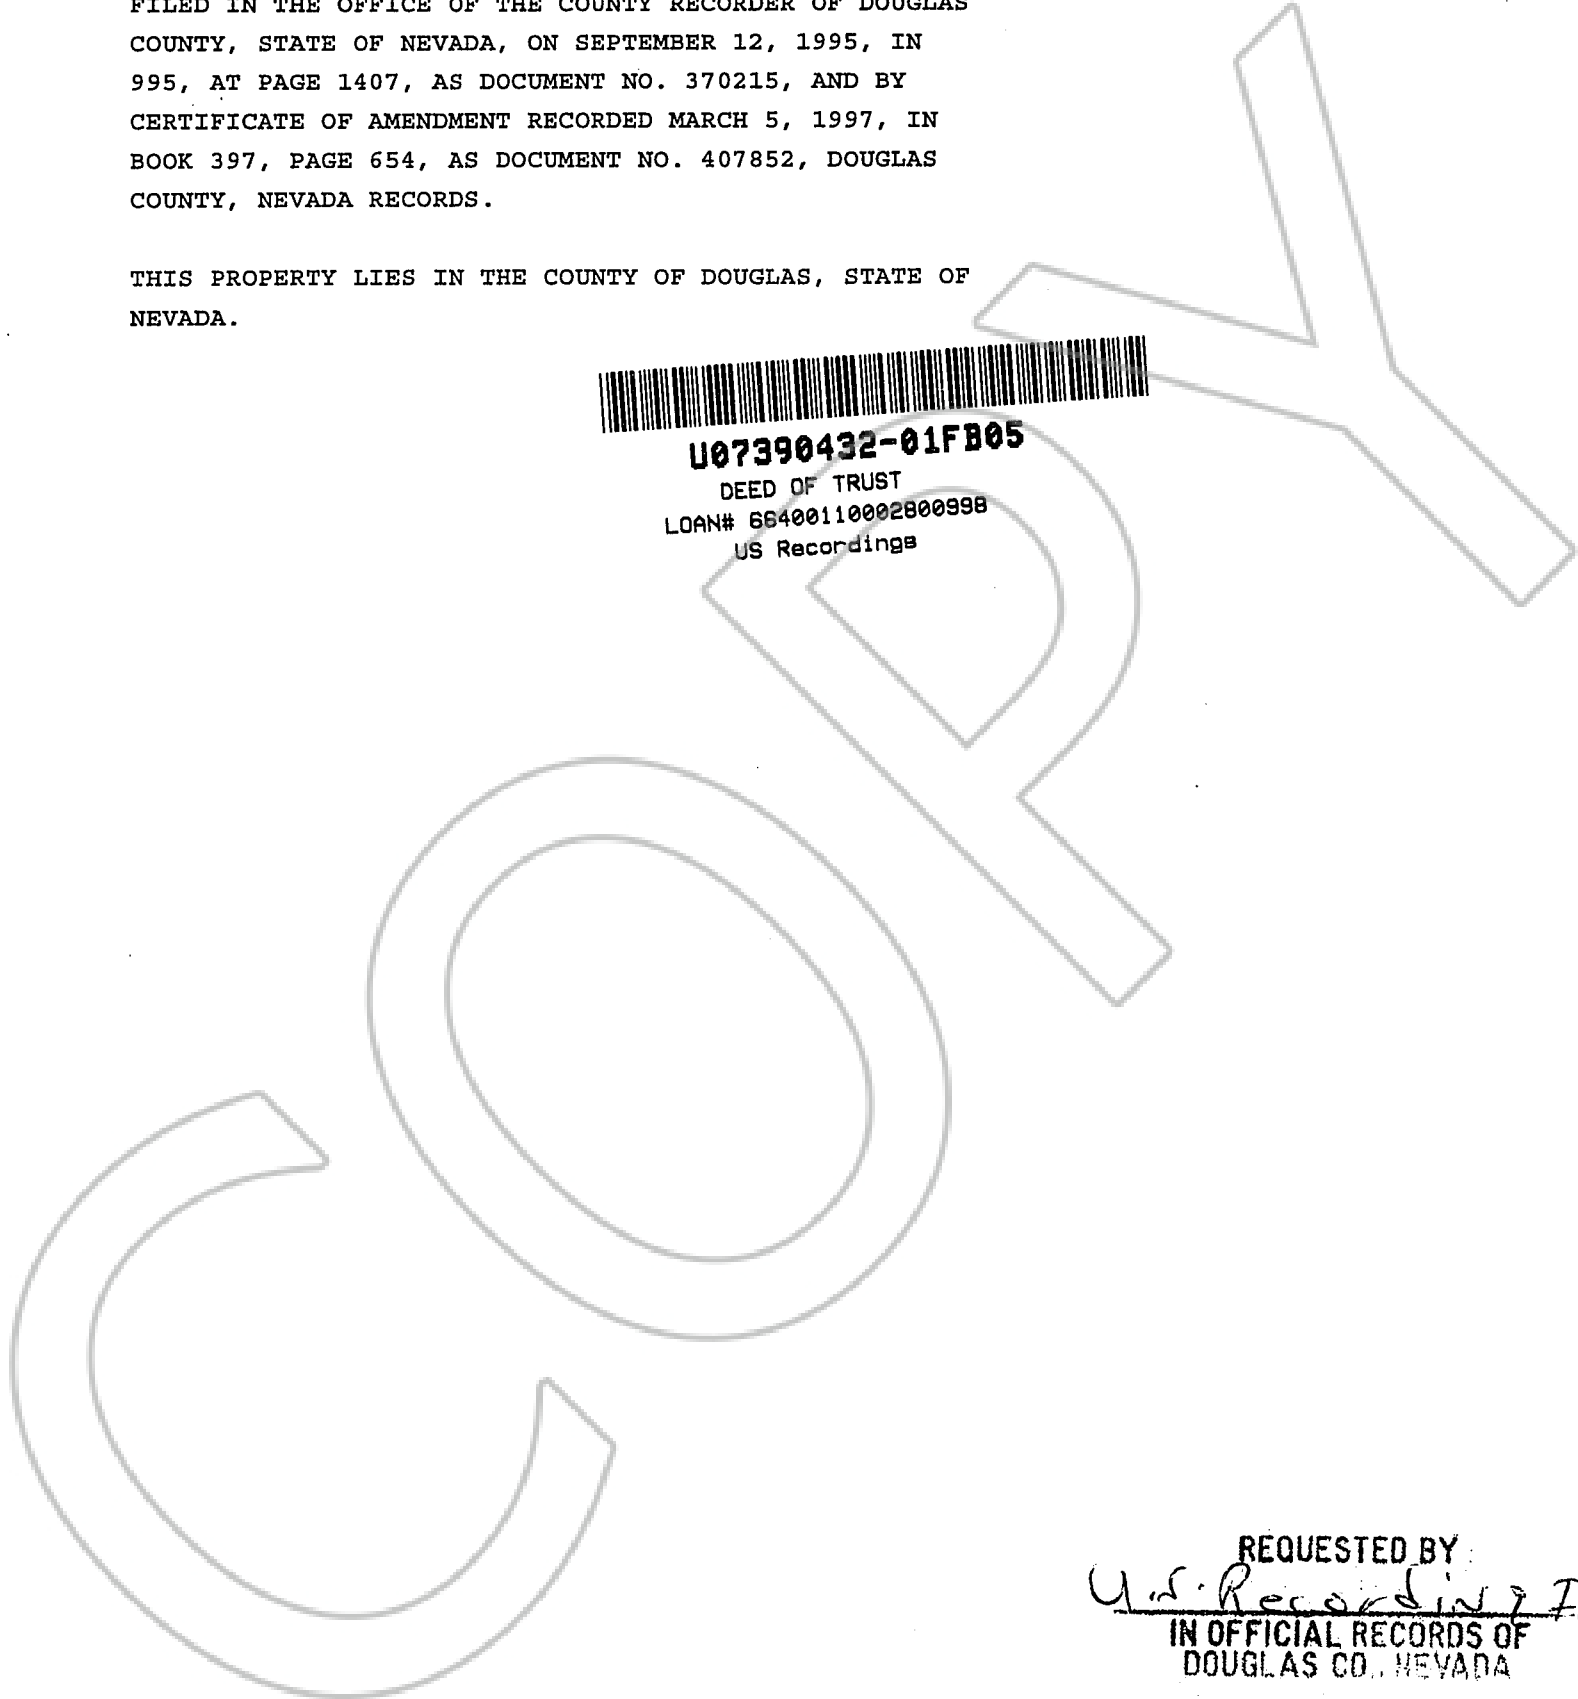 FILED IN THE OFFICE OF THE COUNTY RECORDER OF DOUGLAS
COUNTY, STATE OF NEVADA, ON SEPTEMBER 12, 1995, IN
995, AT PAGE 1407, AS DOCUMENT NO. 370215, AND BY
CERTIFICATE OF AMENDMENT RECORDED MARCH 5, 1997, IN
BOOK 397, PAGE 654, AS DOCUMENT NO. 407852, DOUGLAS
COUNTY, NEVADA RECORDS.
THIS PROPERTY LIES IN THE COUNTY OF DOUGLAS, STATE OF
NEVADA.
U07390432-01FB05
DEED OF TRUST
LOAN# 66400110002800998
US Recordings
COPY
REQUESTED BY
U.S. Recording I
IN OFFICIAL RECORDS OF
DOUGLAS CO., NEVADA